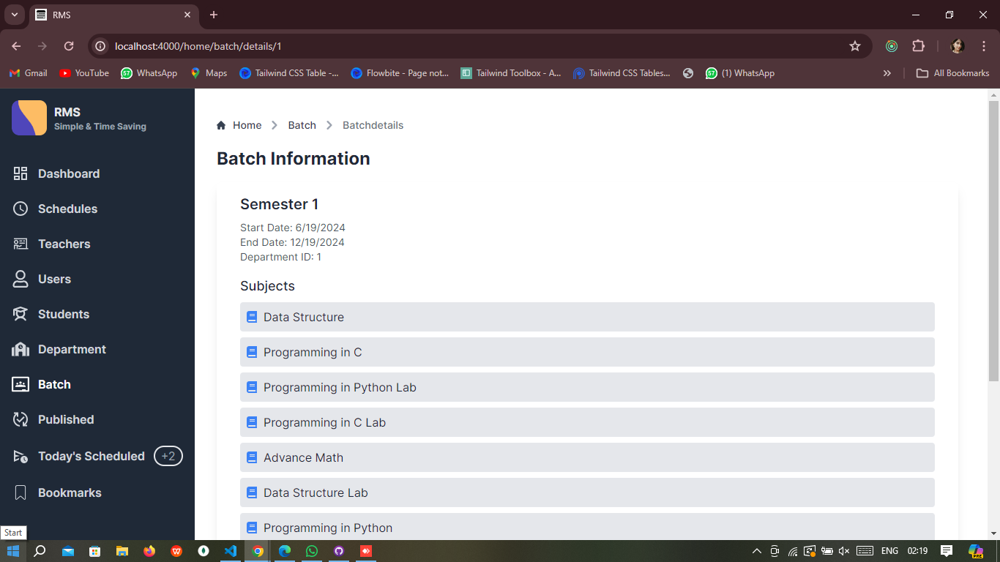 RMS
localhost:4000/home/batch/details/1
Gmail
YouTube
WhatsApp
Maps
Tailwind CSS Table -...
Flowbite - Page not...
Tailwind Toolbox - A...
Tailwind CSS Tables...
(1) WhatsApp
All Bookmarks
RMS
Simple & Time Saving
Dashboard
Schedules
Teachers
Users
Students
Department
Batch
Published
Today's Scheduled +2
Bookmarks
Home
Batch
Batchdetails
Batch Information
Semester 1
Start Date: 6/19/2024
End Date: 12/19/2024
Department ID: 1
Subjects
Data Structure
Programming in C
Programming in Python Lab
Programming in C Lab
Advance Math
Data Structure Lab
Programming in Python
Start
ENG
02:19